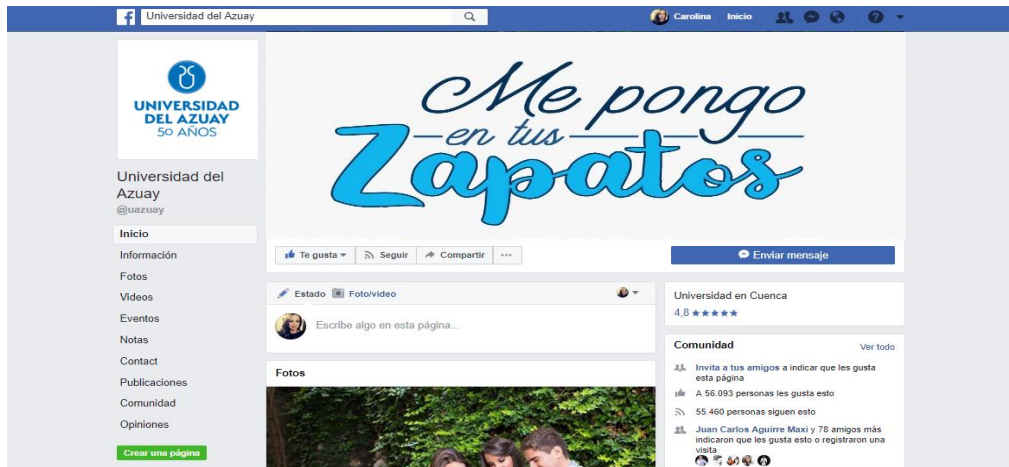 Universidad del Azuay
Carolina Inicio
UNIVERSIDAD
DEL AZUAY
50 AÑOS
Me pongo
en tus
Zapatos
Universidad del
Azuay
@uazuay
Inicio
Información
Fotos
Videos
Eventos
Notas
Contact
Publicaciones
Comunidad
Opiniones
Crear una página
Te gusta Seguir Compartir
Enviar mensaje
Estado Foto/video
Escribe algo en esta página...
Fotos
Universidad en Cuenca
4,8 ★★★★★
Comunidad Ver todo
Invita a tus amigos a indicar que les gusta
esta página
A 56.093 personas les gusta esto
55.460 personas siguen esto
Juan Carlos Aguirre Maxi y 78 amigos más
indicaron que les gusta esto o registraron una
visita